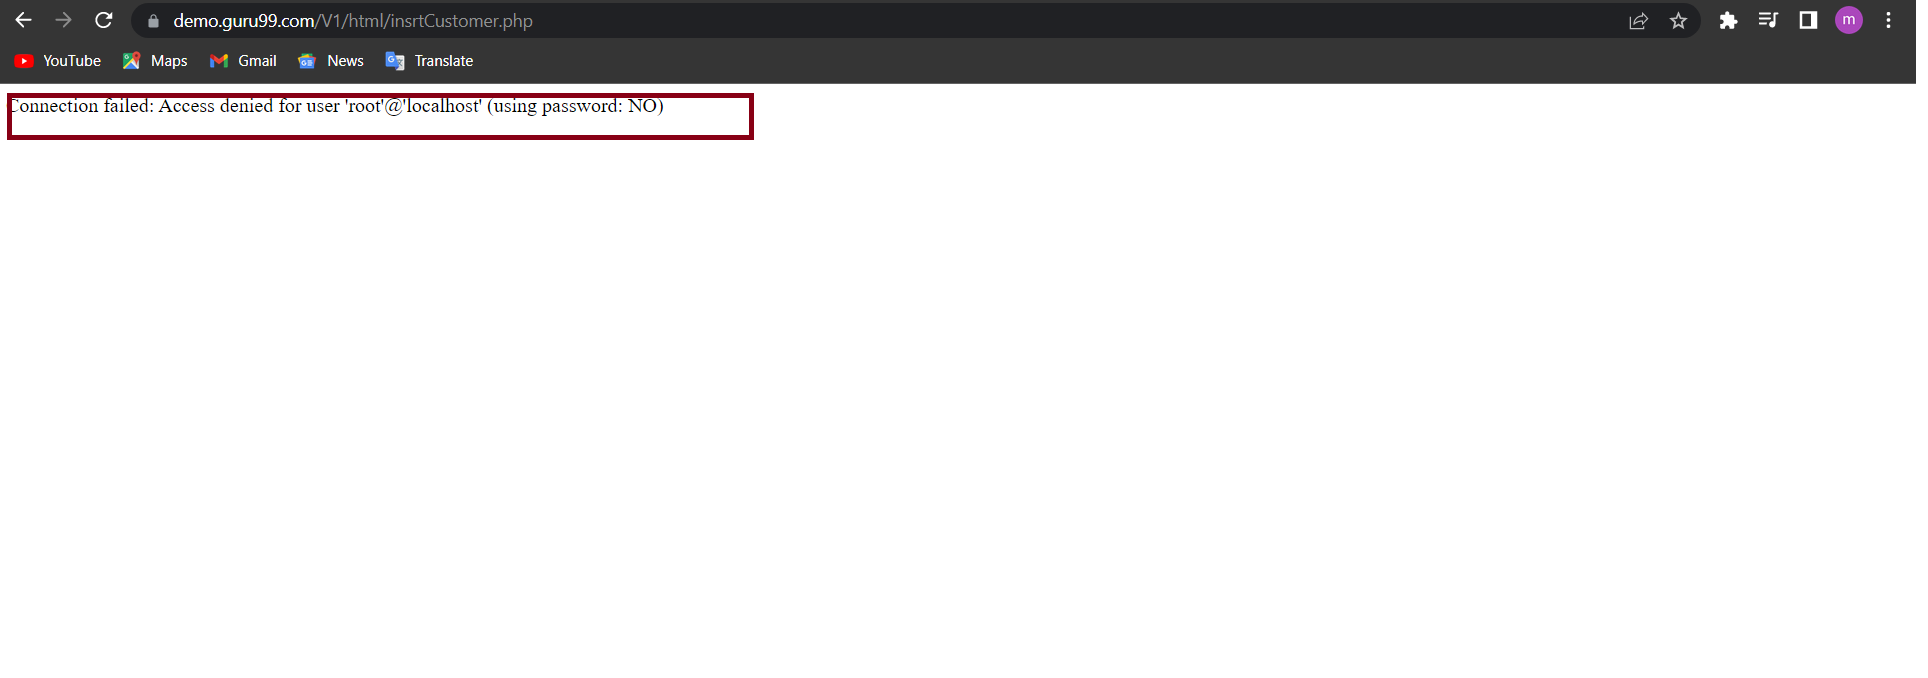 demo.guru99.com/V1/html/insrtCustomer.php
m
YouTube Maps Gmail News Translate
Connection failed: Access denied for user 'root'@'localhost' (using password: NO)